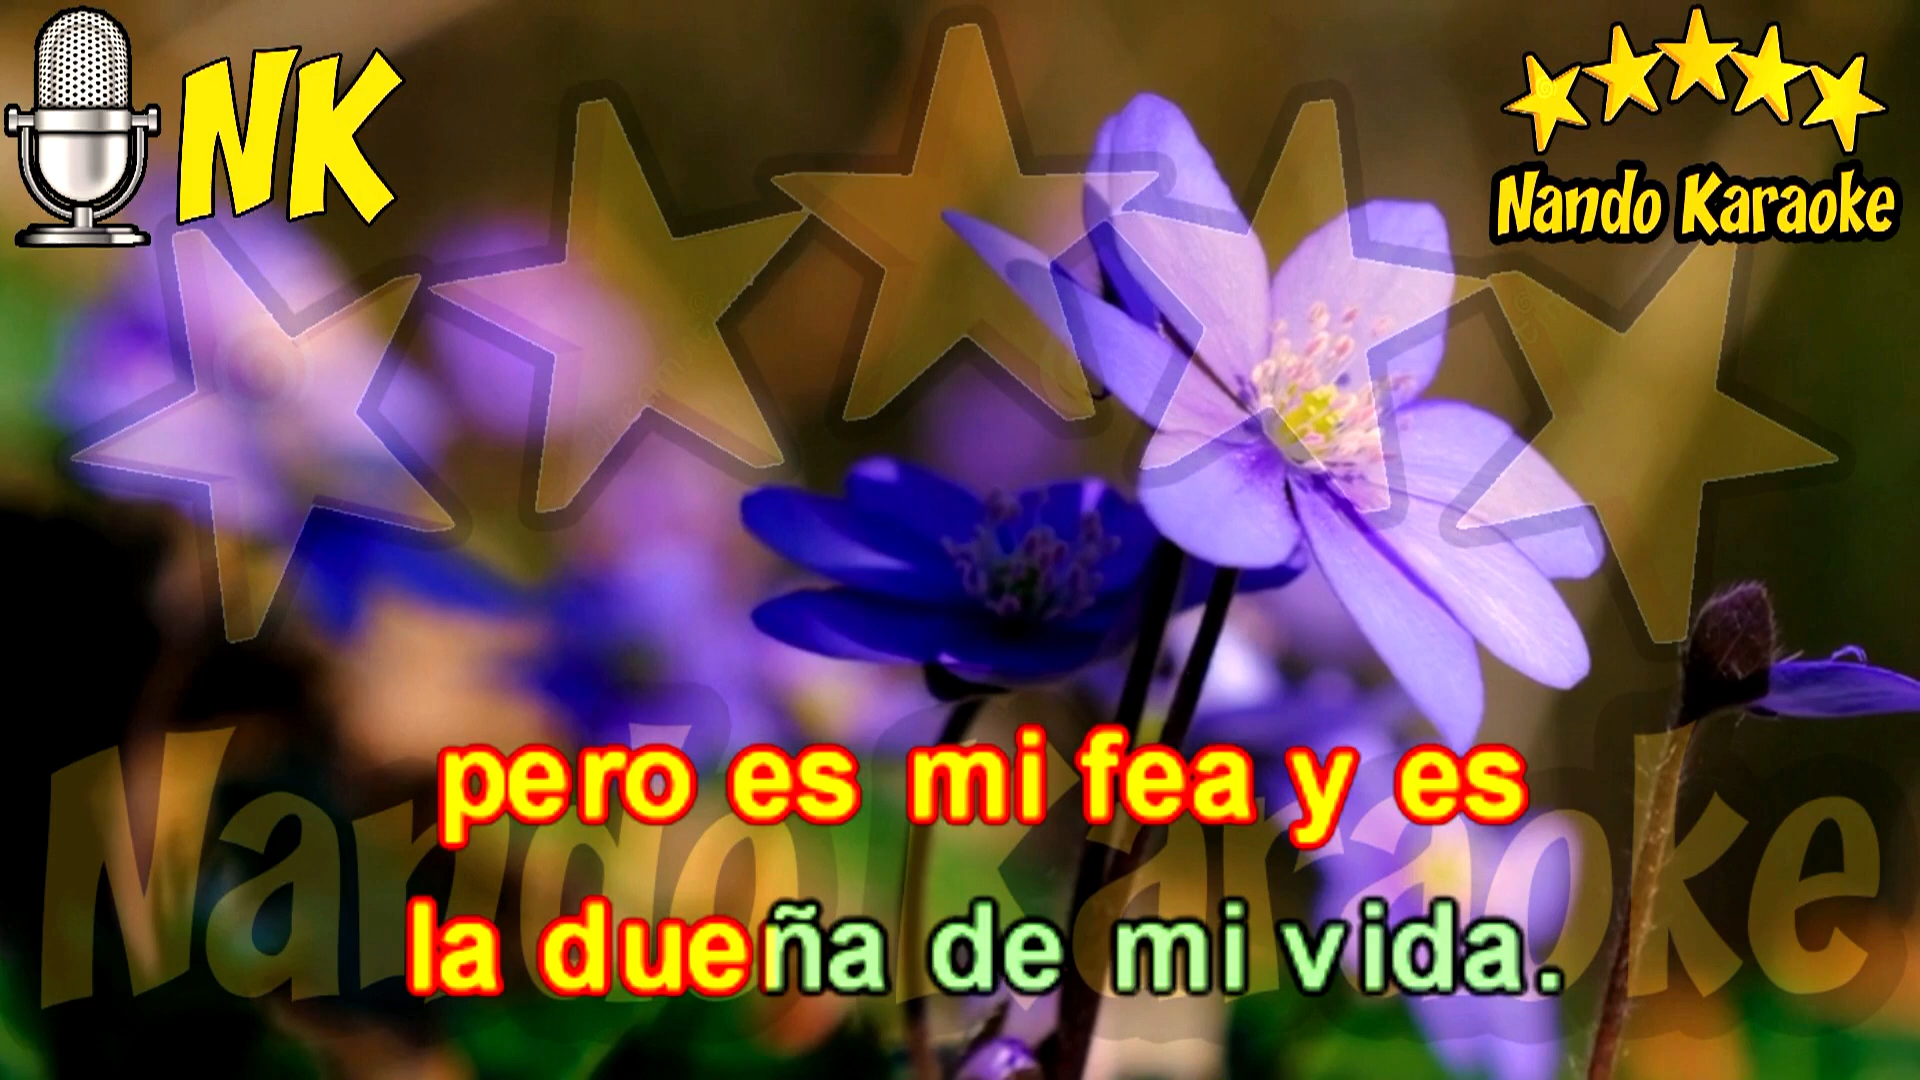 NK
Nando Karaoke
pero es mi fea y es
la dueña de mi vida.
Nando Karaoke